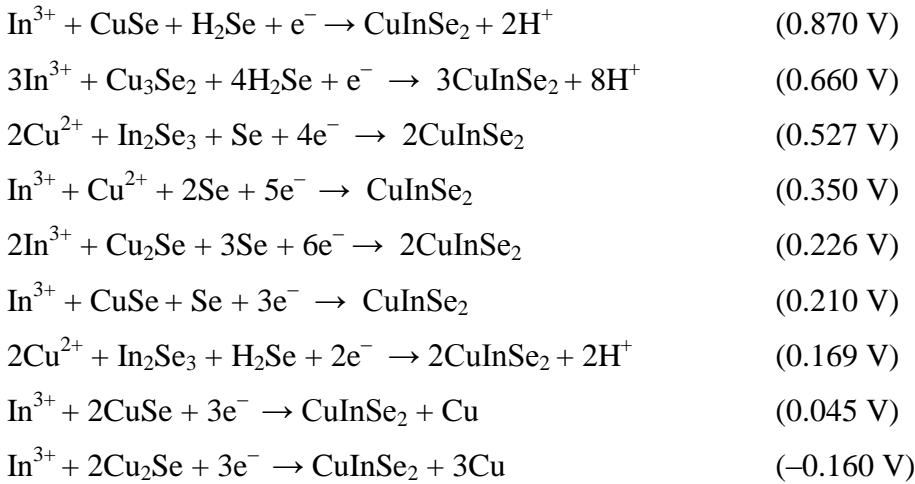 In³⁺ + CuSe + H₂Se + e⁻ → CuInSe₂ + 2H⁺ (0.870 V)
3In³⁺ + Cu₃Se₂ + 4H₂Se + e⁻ → 3CuInSe₂ + 8H⁺ (0.660 V)
2Cu²⁺ + In₂Se₃ + Se + 4e⁻ → 2CuInSe₂ (0.527 V)
In³⁺ + Cu²⁺ + 2Se + 5e⁻ → CuInSe₂ (0.350 V)
2In³⁺ + Cu₂Se + 3Se + 6e⁻ → 2CuInSe₂ (0.226 V)
In³⁺ + CuSe + Se + 3e⁻ → CuInSe₂ (0.210 V)
2Cu²⁺ + In₂Se₃ + H₂Se + 2e⁻ → 2CuInSe₂ + 2H⁺ (0.169 V)
In³⁺ + 2CuSe + 3e⁻ → CuInSe₂ + Cu (0.045 V)
In³⁺ + 2Cu₂Se + 3e⁻ → CuInSe₂ + 3Cu (–0.160 V)